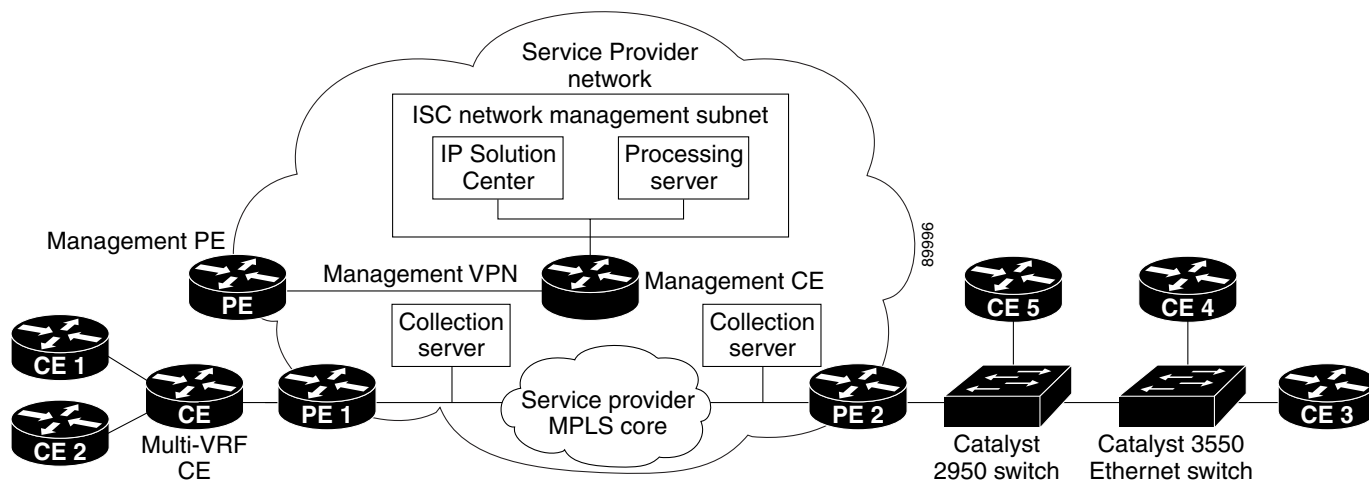 Service Provider
network
ISC network management subnet
IP Solution
Center
Processing
server
Management PE
89996
Management VPN
Management CE
PE
CE 5
CE 4
Collection
server
Collection
server
CE 1
CE
PE 1
Service provider
MPLS core
PE 2
CE 3
CE 2
Multi-VRF
CE
Catalyst
2950 switch
Catalyst 3550
Ethernet switch